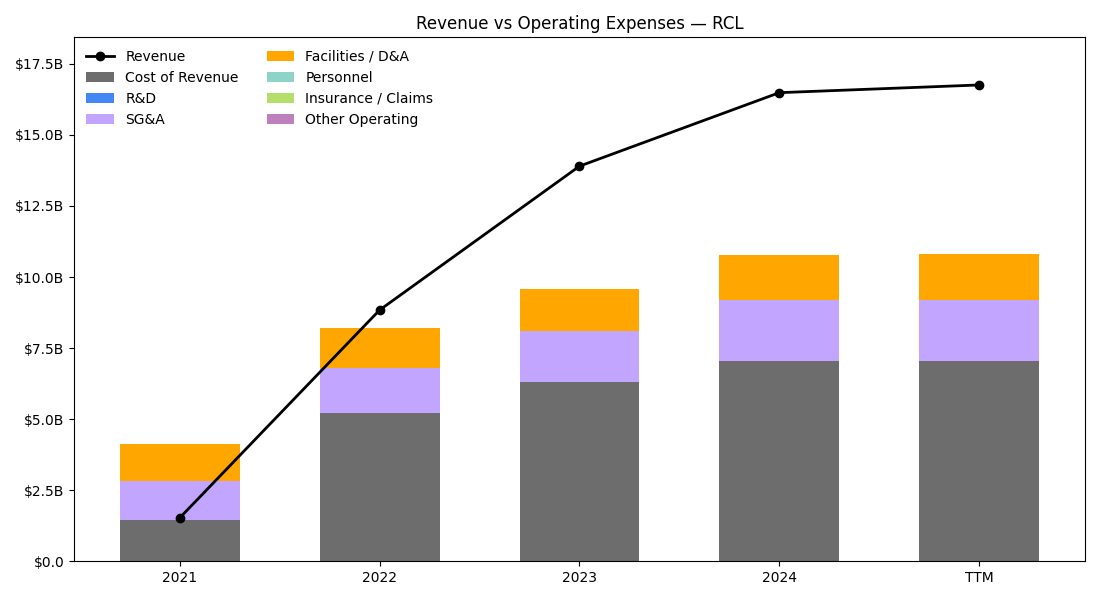 Revenue vs Operating Expenses — RCL
Revenue
Cost of Revenue
R&D
SG&A
Facilities / D&A
Personnel
Insurance / Claims
Other Operating
$17.5B
$15.0B
$12.5B
$10.0B
$7.5B
$5.0B
$2.5B
$0.0
2021
2022
2023
2024
TTM